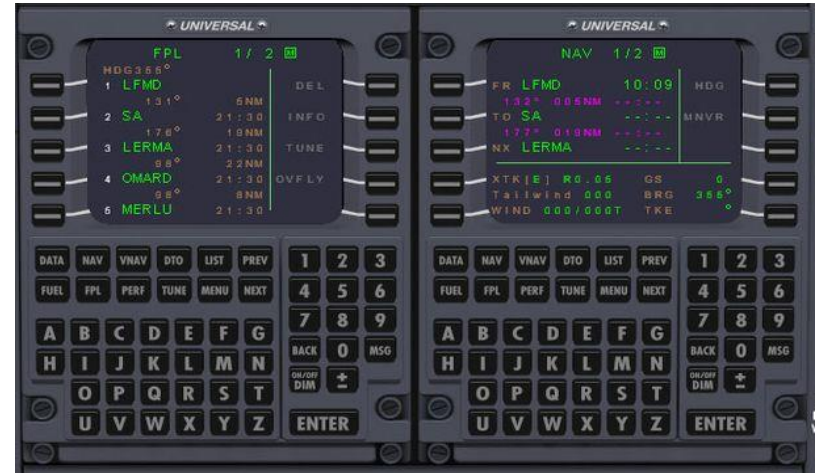 UNIVERSAL
FPL 1/ 2 M
HDG355°
1 LFMD DEL
131° 5NM
2 SA 21:30 INFO
176° 19NM
3 LERMA 21:30 TUNE
98° 22NM
4 OMARD 21:30 OVFLY
98° 8NM
5 MERLU 21:30
DATA NAV VNAV DTO LIST PREV 1 2 3
FUEL FPL PERF TUNE MENU NEXT 4 5 6
7 8 9
A B C D E F G
BACK 0 MSG
H I J K L M N
ON/OFF DIM ±
O P Q R S T
U V W X Y Z ENTER
UNIVERSAL
NAV 1/2 M
FR LFMD 10:09 HDG
132° 005NM --:--
TO SA --:-- MNVR
177° 019NM --:--
NX LERMA --:--
XTK[E] R0.05 GS 0
Tailwind 000 BRG 355°
WIND 000/000T TKE °
DATA NAV VNAV DTO LIST PREV 1 2 3
FUEL FPL PERF TUNE MENU NEXT 4 5 6
7 8 9
A B C D E F G
BACK 0 MSG
H I J K L M N
ON/OFF DIM ±
O P Q R S T
U V W X Y Z ENTER